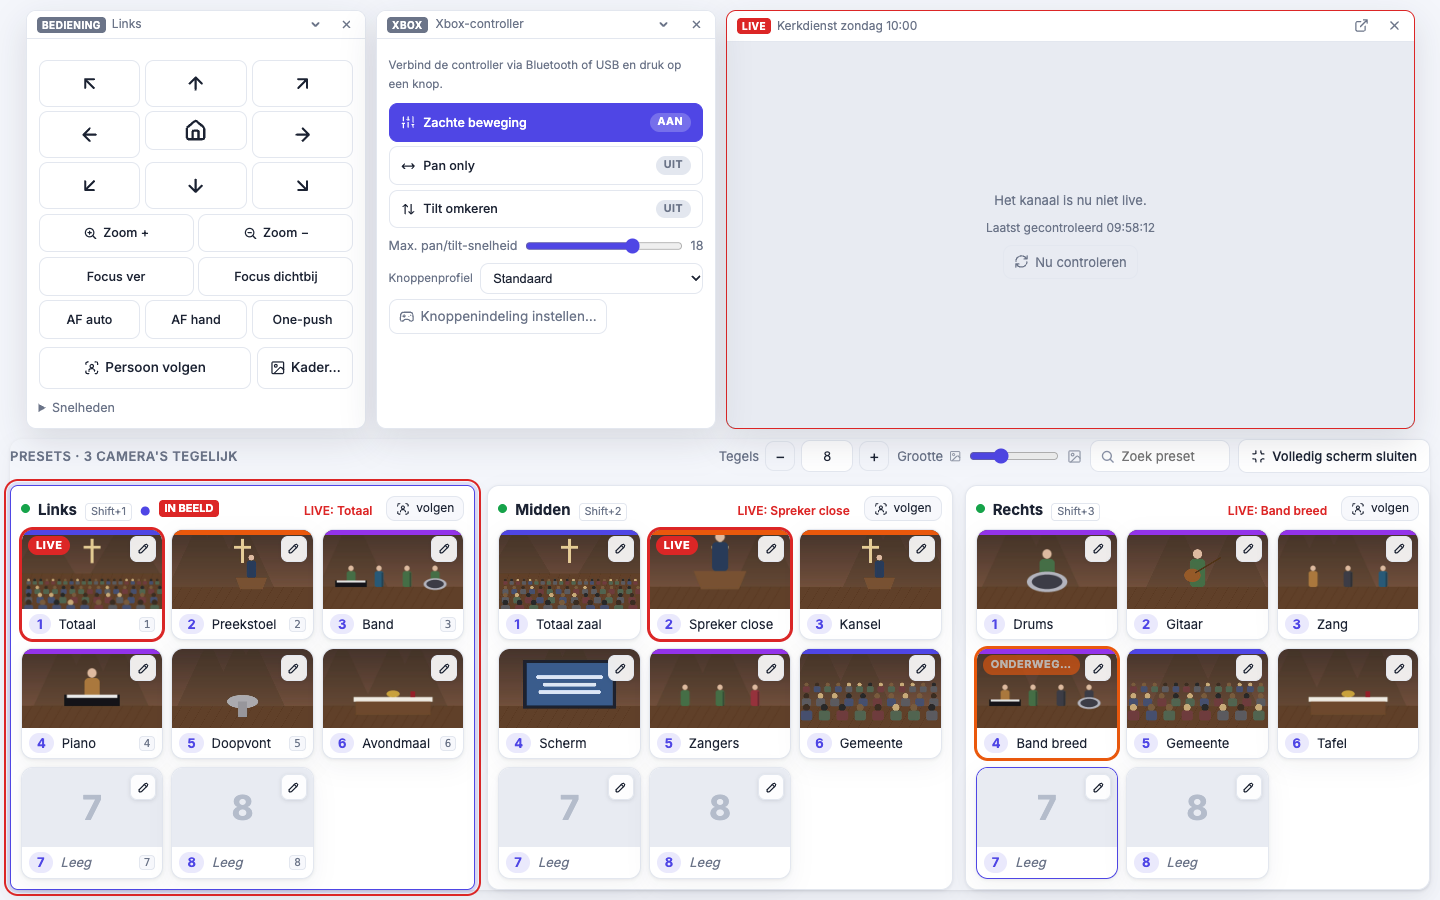 BEDIENING Links
Zoom +
Zoom −
Focus ver
Focus dichtbij
AF auto
AF hand
One-push
Persoon volgen
Kader...
Snelheden
XBOX Xbox-controller
Verbind de controller via Bluetooth of USB en druk op
een knop.
Zachte beweging AAN
Pan only UIT
Tilt omkeren UIT
Max. pan/tilt-snelheid 18
Knoppenprofiel Standaard
Knoppenindeling instellen...
LIVE Kerkdienst zondag 10:00
Het kanaal is nu niet live.
Laatst gecontroleerd 09:58:12
Nu controleren
PRESETS · 3 CAMERA'S TEGELIJK
Tegels − 8 + Grootte
Zoek preset
Volledig scherm sluiten
Links Shift+1 IN BEELD LIVE: Totaal volgen
LIVE
1 Totaal 1
2 Preekstoel 2
3 Band 3
4 Piano 4
5 Doopvont 5
6 Avondmaal 6
7
8
7 Leeg 7
8 Leeg 8
Midden Shift+2 LIVE: Spreker close volgen
LIVE
1 Totaal zaal
2 Spreker close
3 Kansel
4 Scherm
5 Zangers
6 Gemeente
7
8
7 Leeg
8 Leeg
Rechts Shift+3 LIVE: Band breed volgen
1 Drums
2 Gitaar
3 Zang
ONDERWEG...
4 Band breed
5 Gemeente
6 Tafel
7
8
7 Leeg
8 Leeg